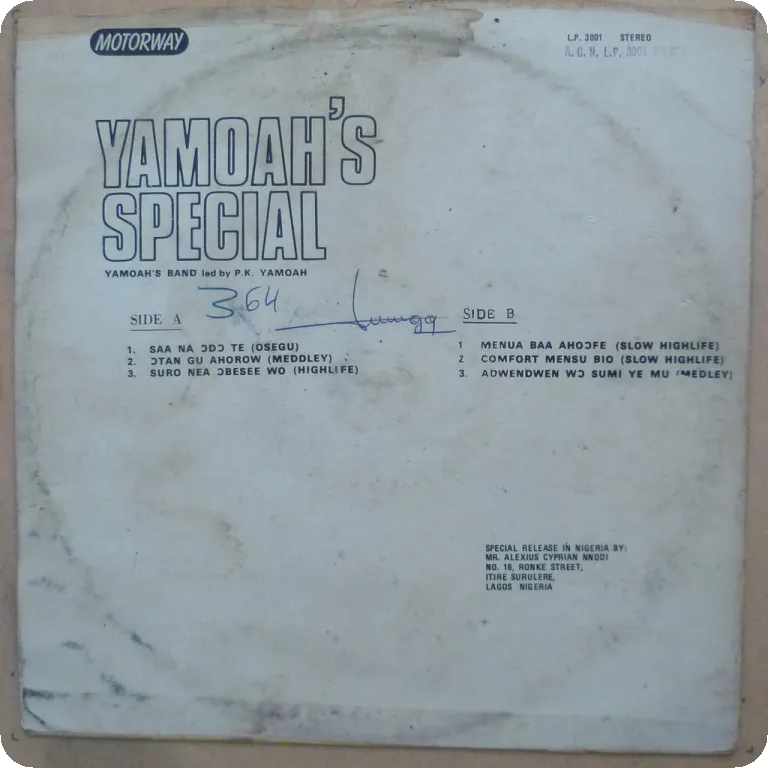 MOTORWAY
L.P. 3001 STEREO
A. C. N. L.P. 3001
YAMOAH'S
SPECIAL
YAMOAH'S BAND led by P.K. YAMOAH
364
SIDE A
1. SAA NA ƆDƆ TE (OSEGU)
2. ƆTAN GU AHOROW (MEDDLEY)
3. SURO NEA ƆBESEE WO (HIGHLIFE)
SIDE B
1 MENUA BAA AHOƆFE (SLOW HIGHLIFE)
2 COMFORT MENSU BIO (SLOW HIGHLIFE)
3. ADWENDWEN WƆ SUMI YE MU (MEDLEY)
SPECIAL RELEASE IN NIGERIA BY:
MR. ALEXIUS CYPRIAN NNODI
NO. 16, RONKE STREET,
ITIRE SURULERE,
LAGOS NIGERIA